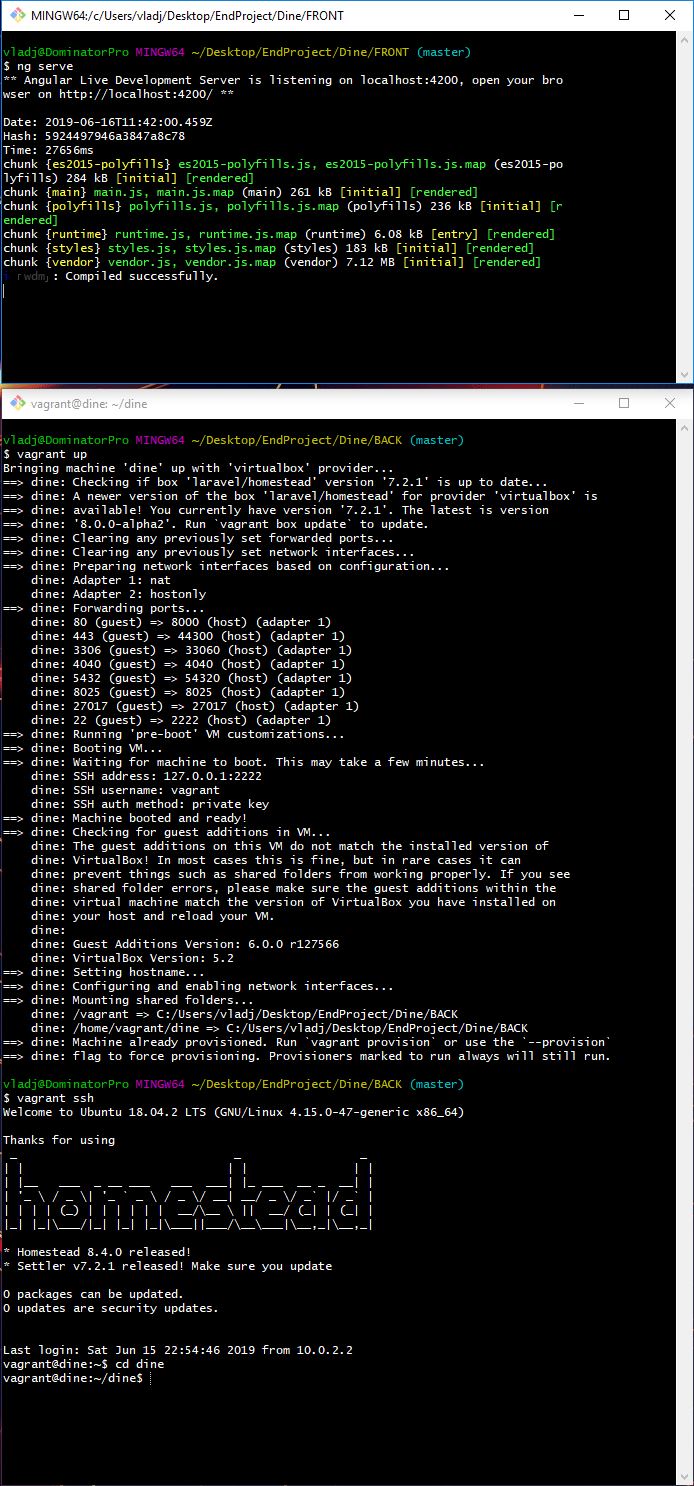 MINGW64:/c/Users/vladj/Desktop/EndProject/Dine/FRONT
vladj@DominatorPro MINGW64 ~/Desktop/EndProject/Dine/FRONT (master)
$ ng serve
** Angular Live Development Server is listening on localhost:4200, open your bro
wser on http://localhost:4200/ **
Date: 2019-06-16T11:42:00.459Z
Hash: 5924497946a3847a8c78
Time: 27656ms
chunk {es2015-polyfills} es2015-polyfills.js, es2015-polyfills.js.map (es2015-po
lyfills) 284 kB [initial] [rendered]
chunk {main} main.js, main.js.map (main) 261 kB [initial] [rendered]
chunk {polyfills} polyfills.js, polyfills.js.map (polyfills) 236 kB [initial] [r
endered]
chunk {runtime} runtime.js, runtime.js.map (runtime) 6.08 kB [entry] [rendered]
chunk {styles} styles.js, styles.js.map (styles) 183 kB [initial] [rendered]
chunk {vendor} vendor.js, vendor.js.map (vendor) 7.12 MB [initial] [rendered]
: Compiled successfully.
vagrant@dine: ~/dine
vladj@DominatorPro MINGW64 ~/Desktop/EndProject/Dine/BACK (master)
$ vagrant up
Bringing machine 'dine' up with 'virtualbox' provider...
==> dine: Checking if box 'laravel/homestead' version '7.2.1' is up to date...
==> dine: A newer version of the box 'laravel/homestead' for provider 'virtualbox' is
==> dine: available! You currently have version '7.2.1'. The latest is version
==> dine: '8.0.0-alpha2'. Run `vagrant box update` to update.
==> dine: Clearing any previously set forwarded ports...
==> dine: Clearing any previously set network interfaces...
==> dine: Preparing network interfaces based on configuration...
dine: Adapter 1: nat
dine: Adapter 2: hostonly
==> dine: Forwarding ports...
dine: 80 (guest) => 8000 (host) (adapter 1)
dine: 443 (guest) => 44300 (host) (adapter 1)
dine: 3306 (guest) => 33060 (host) (adapter 1)
dine: 4040 (guest) => 4040 (host) (adapter 1)
dine: 5432 (guest) => 54320 (host) (adapter 1)
dine: 8025 (guest) => 8025 (host) (adapter 1)
dine: 27017 (guest) => 27017 (host) (adapter 1)
dine: 22 (guest) => 2222 (host) (adapter 1)
==> dine: Running 'pre-boot' VM customizations...
==> dine: Booting VM...
==> dine: Waiting for machine to boot. This may take a few minutes...
dine: SSH address: 127.0.0.1:2222
dine: SSH username: vagrant
dine: SSH auth method: private key
==> dine: Machine booted and ready!
==> dine: Checking for guest additions in VM...
dine: The guest additions on this VM do not match the installed version of
dine: VirtualBox! In most cases this is fine, but in rare cases it can
dine: prevent things such as shared folders from working properly. If you see
dine: shared folder errors, please make sure the guest additions within the
dine: virtual machine match the version of VirtualBox you have installed on
dine: your host and reload your VM.
dine:
dine: Guest Additions Version: 6.0.0 r127566
dine: VirtualBox Version: 5.2
==> dine: Setting hostname...
==> dine: Configuring and enabling network interfaces...
==> dine: Mounting shared folders...
dine: /vagrant => C:/Users/vladj/Desktop/EndProject/Dine/BACK
dine: /home/vagrant/dine => C:/Users/vladj/Desktop/EndProject/Dine/BACK
==> dine: Machine already provisioned. Run `vagrant provision` or use the `--provision`
==> dine: flag to force provisioning. Provisioners marked to run always will still run.
vladj@DominatorPro MINGW64 ~/Desktop/EndProject/Dine/BACK (master)
$ vagrant ssh
Welcome to Ubuntu 18.04.2 LTS (GNU/Linux 4.15.0-47-generic x86_64)
Thanks for using
homestead
* Homestead 8.4.0 released!
* Settler v7.2.1 released! Make sure you update
0 packages can be updated.
0 updates are security updates.
Last login: Sat Jun 15 22:54:46 2019 from 10.0.2.2
vagrant@dine:~$ cd dine
vagrant@dine:~/dine$